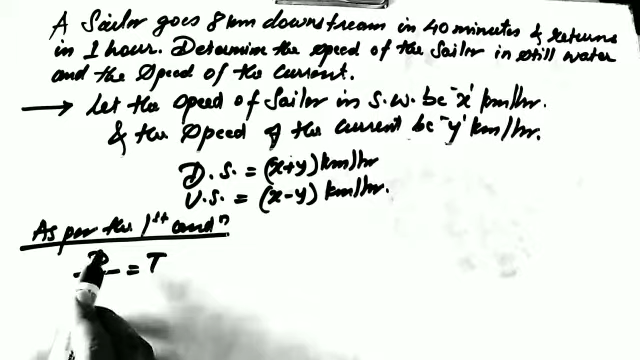 A Sailor goes 8 km downstream in 40 minutes & returns
in 1 hour. Determine the speed of the Sailor in still water
and the Speed of the Current.
→ Let the Speed of Sailor in S.W. be 'x' km/hr.
& the Speed of the Current be 'y' km/hr.
D.S. = (x+y) km/hr
U.S. = (x-y) km/hr.
As per the 1st cond n
= T